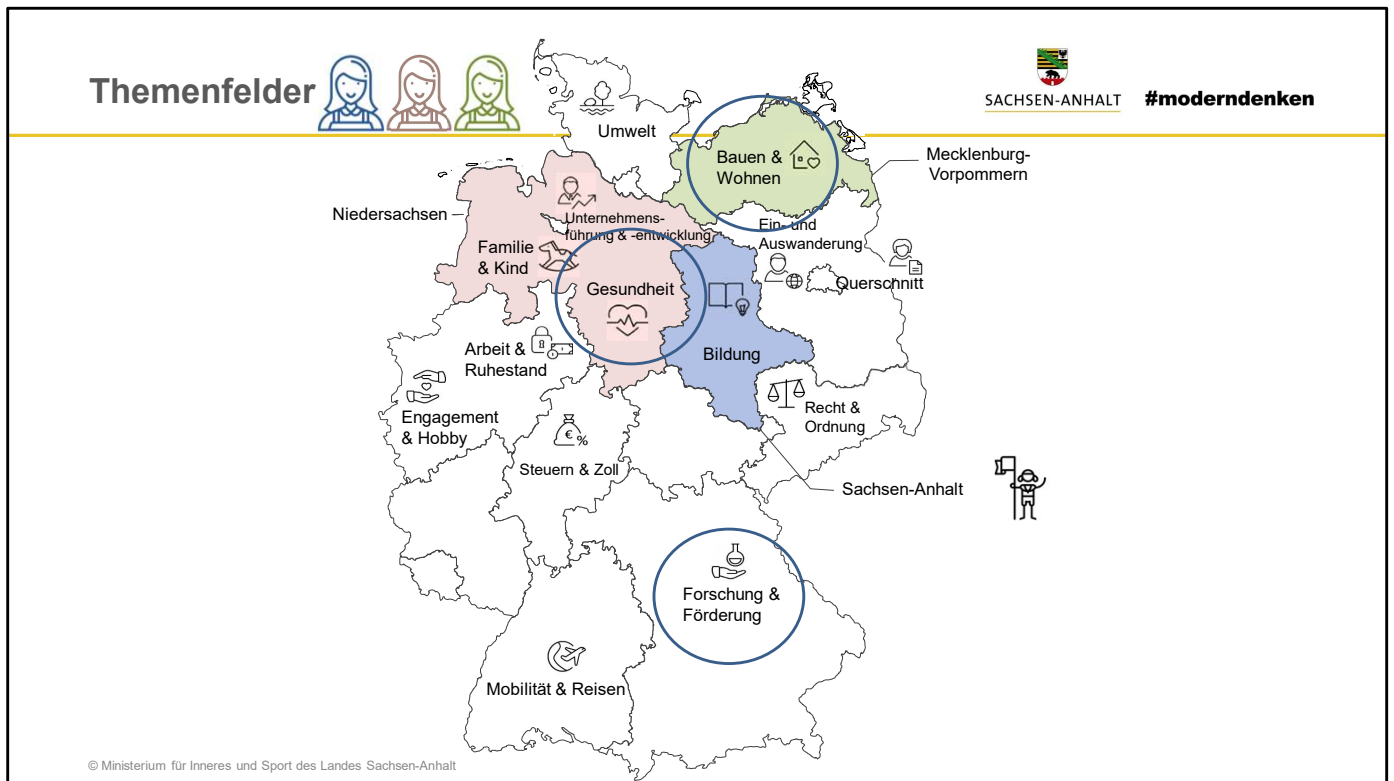 Themenfelder
SACHSEN-ANHALT
#moderndenken
Umwelt
Bauen &
Wohnen
Mecklenburg-
Vorpommern
Niedersachsen
Unternehmens-
führung & -entwicklung
Ein- und
Auswanderung
Familie
& Kind
Querschnitt
Gesundheit
Arbeit &
Ruhestand
Bildung
Engagement
& Hobby
Recht &
Ordnung
€ %
Steuern & Zoll
Sachsen-Anhalt
Forschung &
Förderung
Mobilität & Reisen
© Ministerium für Inneres und Sport des Landes Sachsen-Anhalt